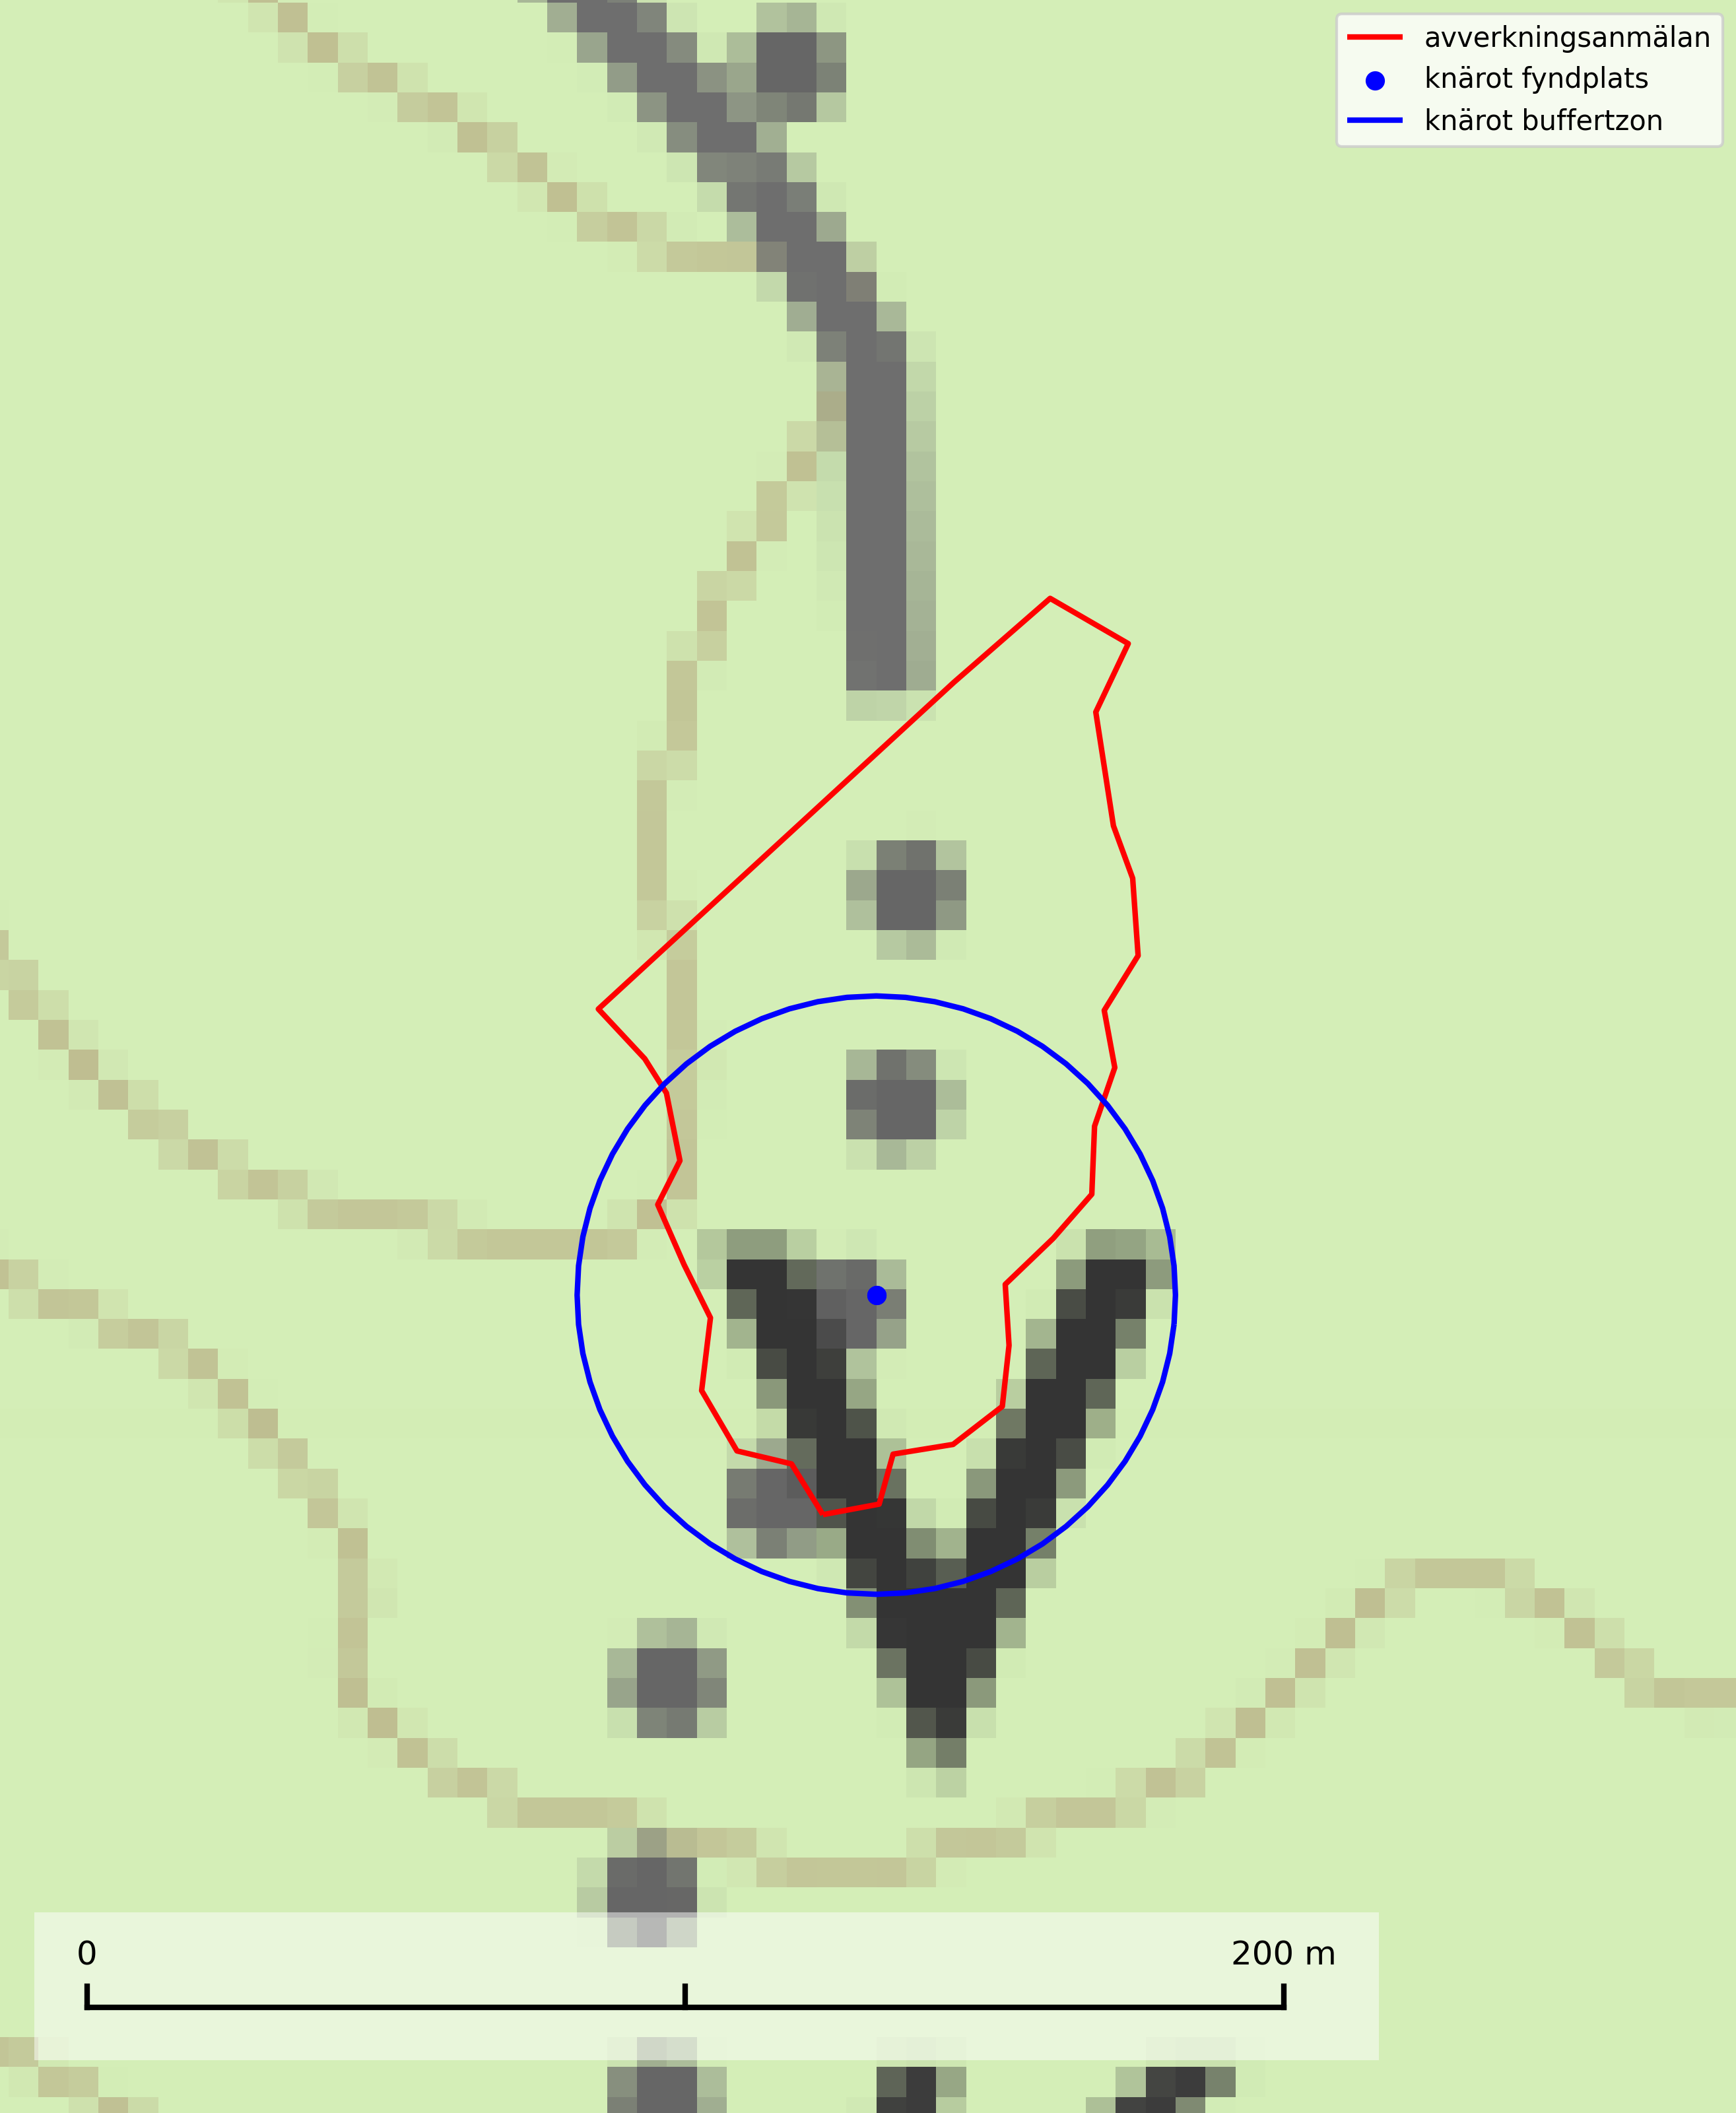 avverkningsanmälan
knärot fyndplats
knärot buffertzon
0
200 m